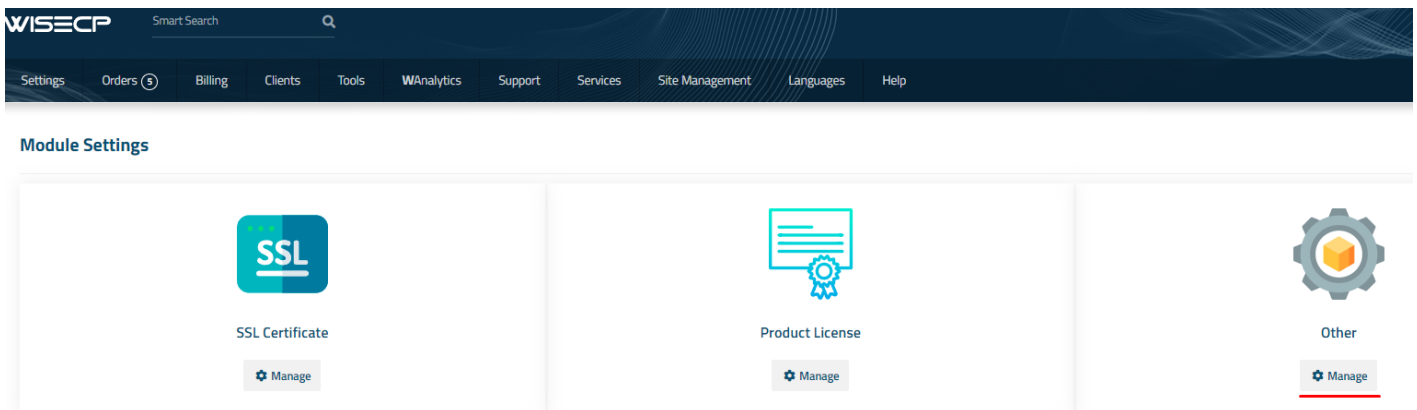 WISECP
Smart Search
Settings Orders 5 Billing Clients Tools WAnalytics Support Services Site Management Languages Help
Module Settings
SSL
SSL Certificate Product License Other
Manage Manage Manage